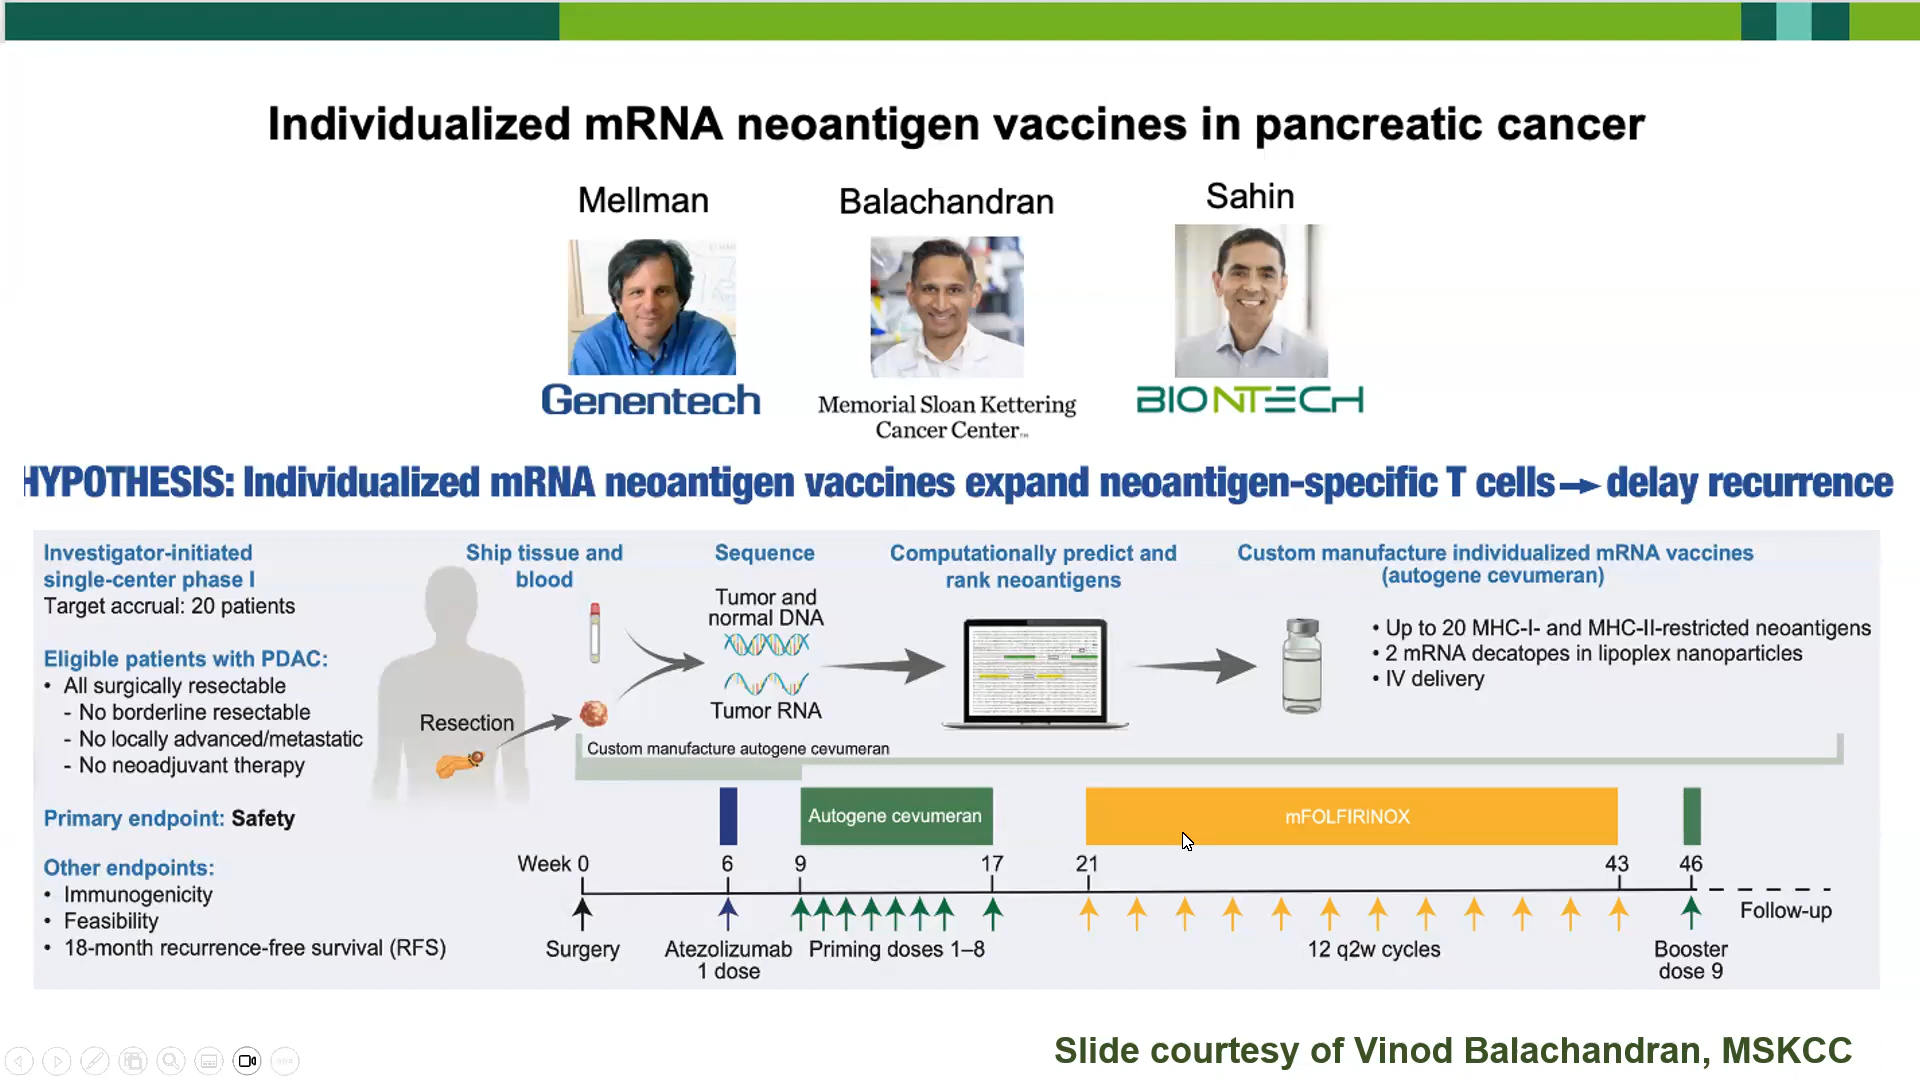 Individualized mRNA neoantigen vaccines in pancreatic cancer
Mellman
Balachandran
Sahin
Genentech
Memorial Sloan Kettering
Cancer Center™
BIONTECH
HYPOTHESIS: Individualized mRNA neoantigen vaccines expand neoantigen-specific T cells → delay recurrence
Investigator-initiated
single-center phase I
Target accrual: 20 patients
Eligible patients with PDAC:
• All surgically resectable
- No borderline resectable
- No locally advanced/metastatic
- No neoadjuvant therapy
Primary endpoint: Safety
Other endpoints:
• Immunogenicity
• Feasibility
• 18-month recurrence-free survival (RFS)
Resection
Ship tissue and
blood
Sequence
Tumor and
normal DNA
Tumor RNA
Computationally predict and
rank neoantigens
Custom manufacture individualized mRNA vaccines
(autogene cevumeran)
• Up to 20 MHC-I- and MHC-II-restricted neoantigens
• 2 mRNA decatopes in lipoplex nanoparticles
• IV delivery
Custom manufacture autogene cevumeran
Autogene cevumeran
mFOLFIRINOX
Week 0
6
9
17
21
43
46
Surgery
Atezolizumab
1 dose
Priming doses 1–8
12 q2w cycles
Booster
dose 9
Follow-up
Slide courtesy of Vinod Balachandran, MSKCC